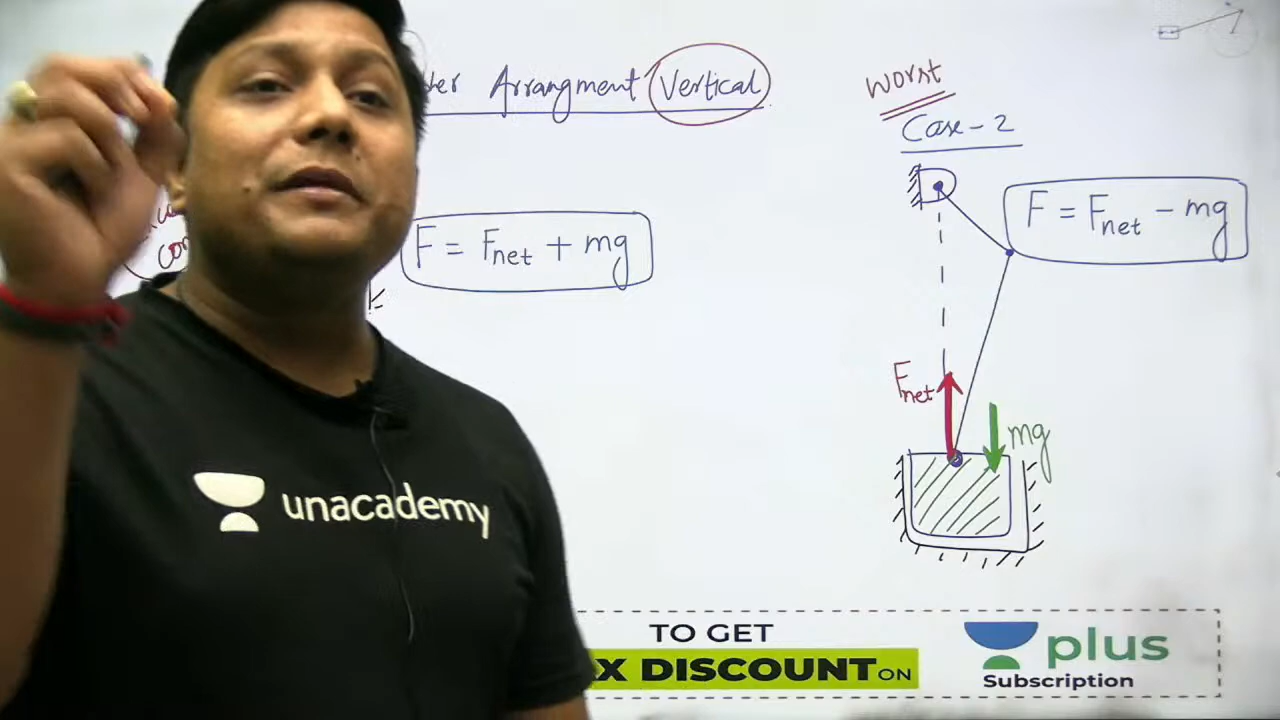 Arrangment (Vertical)
Worst
Case-2
F = Fnet + mg
F = Fnet - mg
Fnet
mg
unacademy
TO GET
X DISCOUNT ON
plus
Subscription